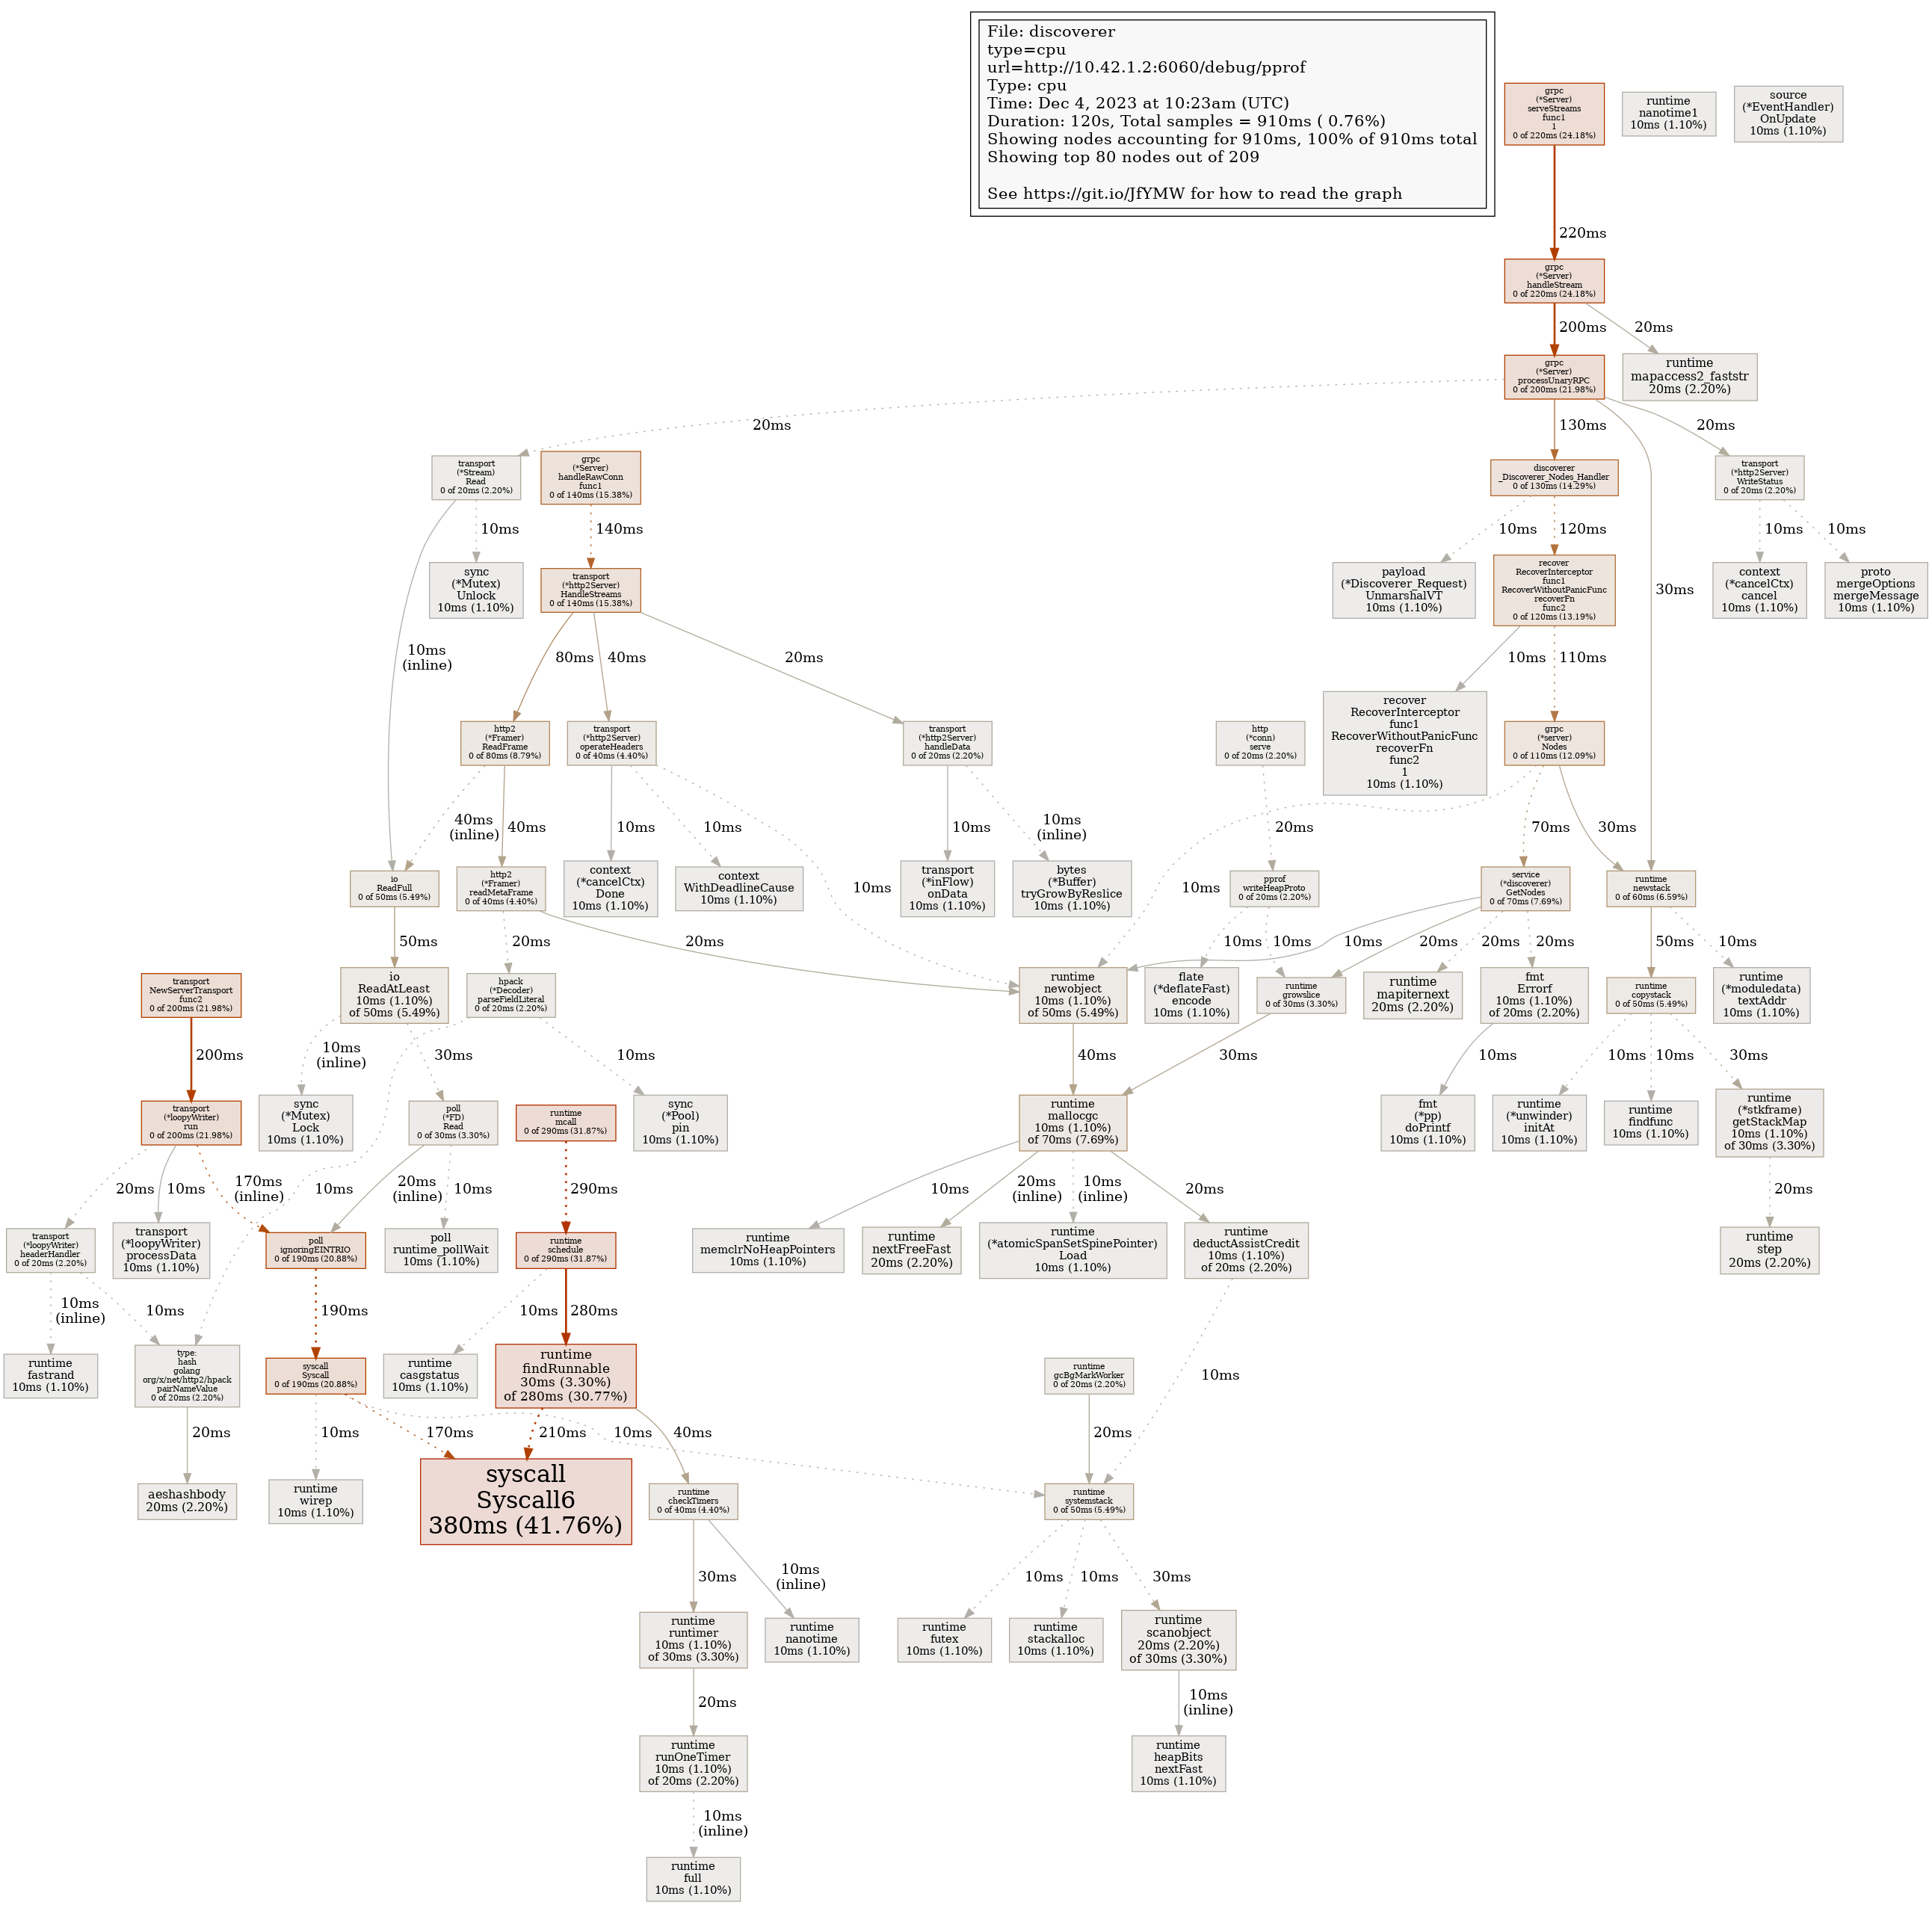 File: discoverer
type=cpu
url=http://10.42.1.2:6060/debug/pprof
Type: cpu
Time: Dec 4, 2023 at 10:23am (UTC)
Duration: 120s, Total samples = 910ms ( 0.76%)
Showing nodes accounting for 910ms, 100% of 910ms total
Showing top 80 nodes out of 209
See https://git.io/JfYMW for how to read the graph
grpc
(*Server)
serveStreams
func1
1
0 of 220ms (24.18%)
runtime
nanotime1
10ms (1.10%)
source
(*EventHandler)
OnUpdate
10ms (1.10%)
220ms
grpc
(*Server)
handleStream
0 of 220ms (24.18%)
200ms
20ms
grpc
(*Server)
processUnaryRPC
0 of 200ms (21.98%)
runtime
mapaccess2_faststr
20ms (2.20%)
20ms
130ms
30ms
20ms
transport
(*Stream)
Read
0 of 20ms (2.20%)
grpc
(*Server)
handleRawConn
func1
0 of 140ms (15.38%)
discoverer
_Discoverer_Nodes_Handler
0 of 130ms (14.29%)
transport
(*http2Server)
WriteStatus
0 of 20ms (2.20%)
10ms
(inline)
10ms
140ms
10ms
120ms
10ms
10ms
sync
(*Mutex)
Unlock
10ms (1.10%)
transport
(*http2Server)
HandleStreams
0 of 140ms (15.38%)
payload
(*Discoverer_Request)
UnmarshalVT
10ms (1.10%)
recover
RecoverInterceptor
func1
RecoverWithoutPanicFunc
recoverFn
func2
0 of 120ms (13.19%)
context
(*cancelCtx)
cancel
10ms (1.10%)
proto
mergeOptions
mergeMessage
10ms (1.10%)
80ms
40ms
20ms
10ms
110ms
http2
(*Framer)
ReadFrame
0 of 80ms (8.79%)
transport
(*http2Server)
operateHeaders
0 of 40ms (4.40%)
transport
(*http2Server)
handleData
0 of 20ms (2.20%)
http
(*conn)
serve
0 of 20ms (2.20%)
recover
RecoverInterceptor
func1
RecoverWithoutPanicFunc
recoverFn
func2
1
10ms (1.10%)
grpc
(*server)
Nodes
0 of 110ms (12.09%)
40ms
(inline)
40ms
10ms
10ms
10ms
10ms
10ms
(inline)
20ms
10ms
70ms
30ms
io
ReadFull
0 of 50ms (5.49%)
http2
(*Framer)
readMetaFrame
0 of 40ms (4.40%)
context
(*cancelCtx)
Done
10ms (1.10%)
context
WithDeadlineCause
10ms (1.10%)
transport
(*inFlow)
onData
10ms (1.10%)
bytes
(*Buffer)
tryGrowByReslice
10ms (1.10%)
pprof
writeHeapProto
0 of 20ms (2.20%)
service
(*discoverer)
GetNodes
0 of 70ms (7.69%)
runtime
newstack
0 of 60ms (6.59%)
50ms
20ms
20ms
10ms
10ms
10ms
20ms
20ms
20ms
50ms
10ms
transport
NewServerTransport
func2
0 of 200ms (21.98%)
io
ReadAtLeast
10ms (1.10%)
of 50ms (5.49%)
hpack
(*Decoder)
parseFieldLiteral
0 of 20ms (2.20%)
runtime
newobject
10ms (1.10%)
of 50ms (5.49%)
flate
(*deflateFast)
encode
10ms (1.10%)
runtime
growslice
0 of 30ms (3.30%)
runtime
mapiternext
20ms (2.20%)
fmt
Errorf
10ms (1.10%)
of 20ms (2.20%)
runtime
copystack
0 of 50ms (5.49%)
runtime
(*moduledata)
textAddr
10ms (1.10%)
200ms
10ms
(inline)
30ms
10ms
10ms
40ms
30ms
10ms
10ms
10ms
30ms
transport
(*loopyWriter)
run
0 of 200ms (21.98%)
sync
(*Mutex)
Lock
10ms (1.10%)
poll
(*FD)
Read
0 of 30ms (3.30%)
runtime
mcall
0 of 290ms (31.87%)
sync
(*Pool)
pin
10ms (1.10%)
runtime
mallocgc
10ms (1.10%)
of 70ms (7.69%)
fmt
(*pp)
doPrintf
10ms (1.10%)
runtime
(*unwinder)
initAt
10ms (1.10%)
runtime
findfunc
10ms (1.10%)
runtime
(*stkframe)
getStackMap
10ms (1.10%)
of 30ms (3.30%)
20ms
10ms
170ms
(inline)
20ms
(inline)
10ms
290ms
10ms
20ms
(inline)
10ms
(inline)
20ms
20ms
transport
(*loopyWriter)
headerHandler
0 of 20ms (2.20%)
transport
(*loopyWriter)
processData
10ms (1.10%)
poll
ignoringEINTRIO
0 of 190ms (20.88%)
poll
runtime_pollWait
10ms (1.10%)
runtime
schedule
0 of 290ms (31.87%)
runtime
memclrNoHeapPointers
10ms (1.10%)
runtime
nextFreeFast
20ms (2.20%)
runtime
(*atomicSpanSetSpinePointer)
Load
10ms (1.10%)
runtime
deductAssistCredit
10ms (1.10%)
of 20ms (2.20%)
runtime
step
20ms (2.20%)
10ms
(inline)
10ms
190ms
10ms
280ms
10ms
runtime
fastrand
10ms (1.10%)
type:
hash
golang
org/x/net/http2/hpack
pairNameValue
0 of 20ms (2.20%)
syscall
Syscall
0 of 190ms (20.88%)
runtime
casgstatus
10ms (1.10%)
runtime
findRunnable
30ms (3.30%)
of 280ms (30.77%)
runtime
gcBgMarkWorker
0 of 20ms (2.20%)
20ms
10ms
170ms
210ms
10ms
40ms
20ms
aeshashbody
20ms (2.20%)
runtime
wirep
10ms (1.10%)
syscall
Syscall6
380ms (41.76%)
runtime
checkTimers
0 of 40ms (4.40%)
runtime
systemstack
0 of 50ms (5.49%)
30ms
10ms
(inline)
10ms
10ms
30ms
runtime
runtimer
10ms (1.10%)
of 30ms (3.30%)
runtime
nanotime
10ms (1.10%)
runtime
futex
10ms (1.10%)
runtime
stackalloc
10ms (1.10%)
runtime
scanobject
20ms (2.20%)
of 30ms (3.30%)
20ms
10ms
(inline)
runtime
runOneTimer
10ms (1.10%)
of 20ms (2.20%)
runtime
heapBits
nextFast
10ms (1.10%)
10ms
(inline)
runtime
full
10ms (1.10%)